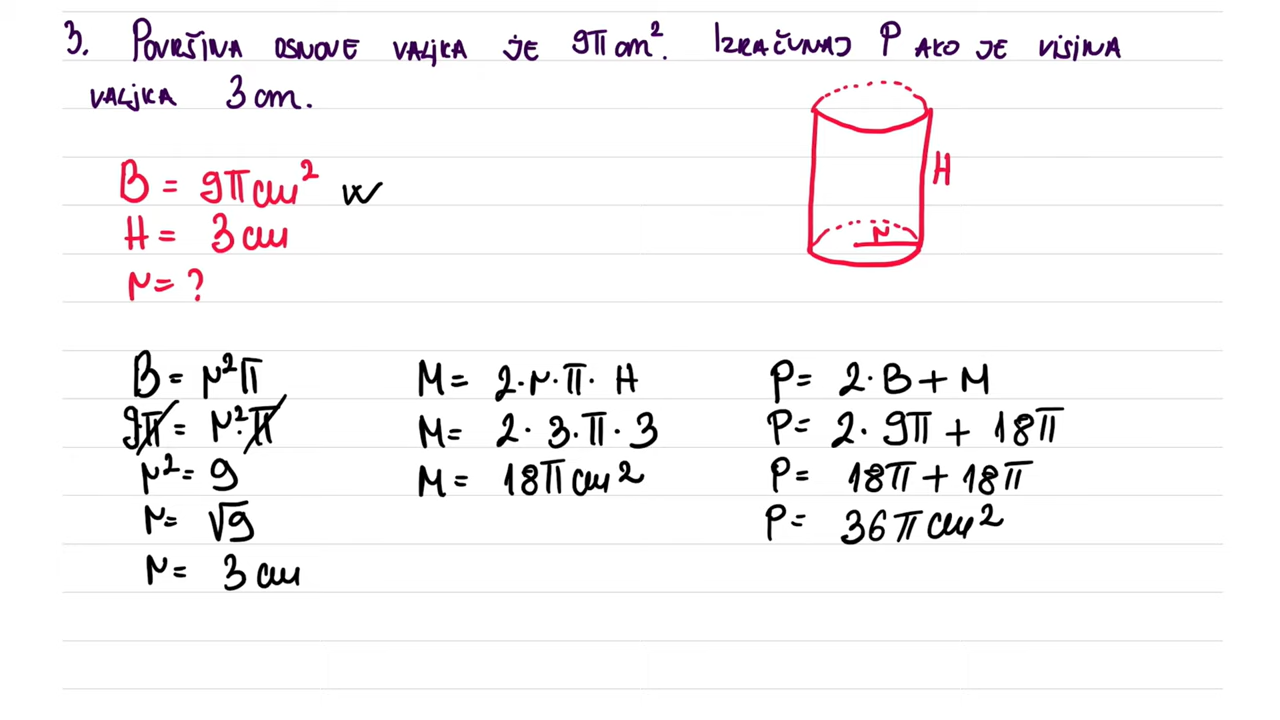 3. POVRŠINA OSNOVE VALJKA JE 9π cm². IZRAČUNAJ P AKO JE VISINA
VALJKA 3 cm.
B = 9π cm²
H = 3 cm
r = ?
H
r
B = r²π
9π = r²·π
r² = 9
r = √9
r = 3 cm
M = 2·r·π·H
M = 2·3·π·3
M = 18π cm²
P = 2·B + M
P = 2·9π + 18π
P = 18π + 18π
P = 36π cm²